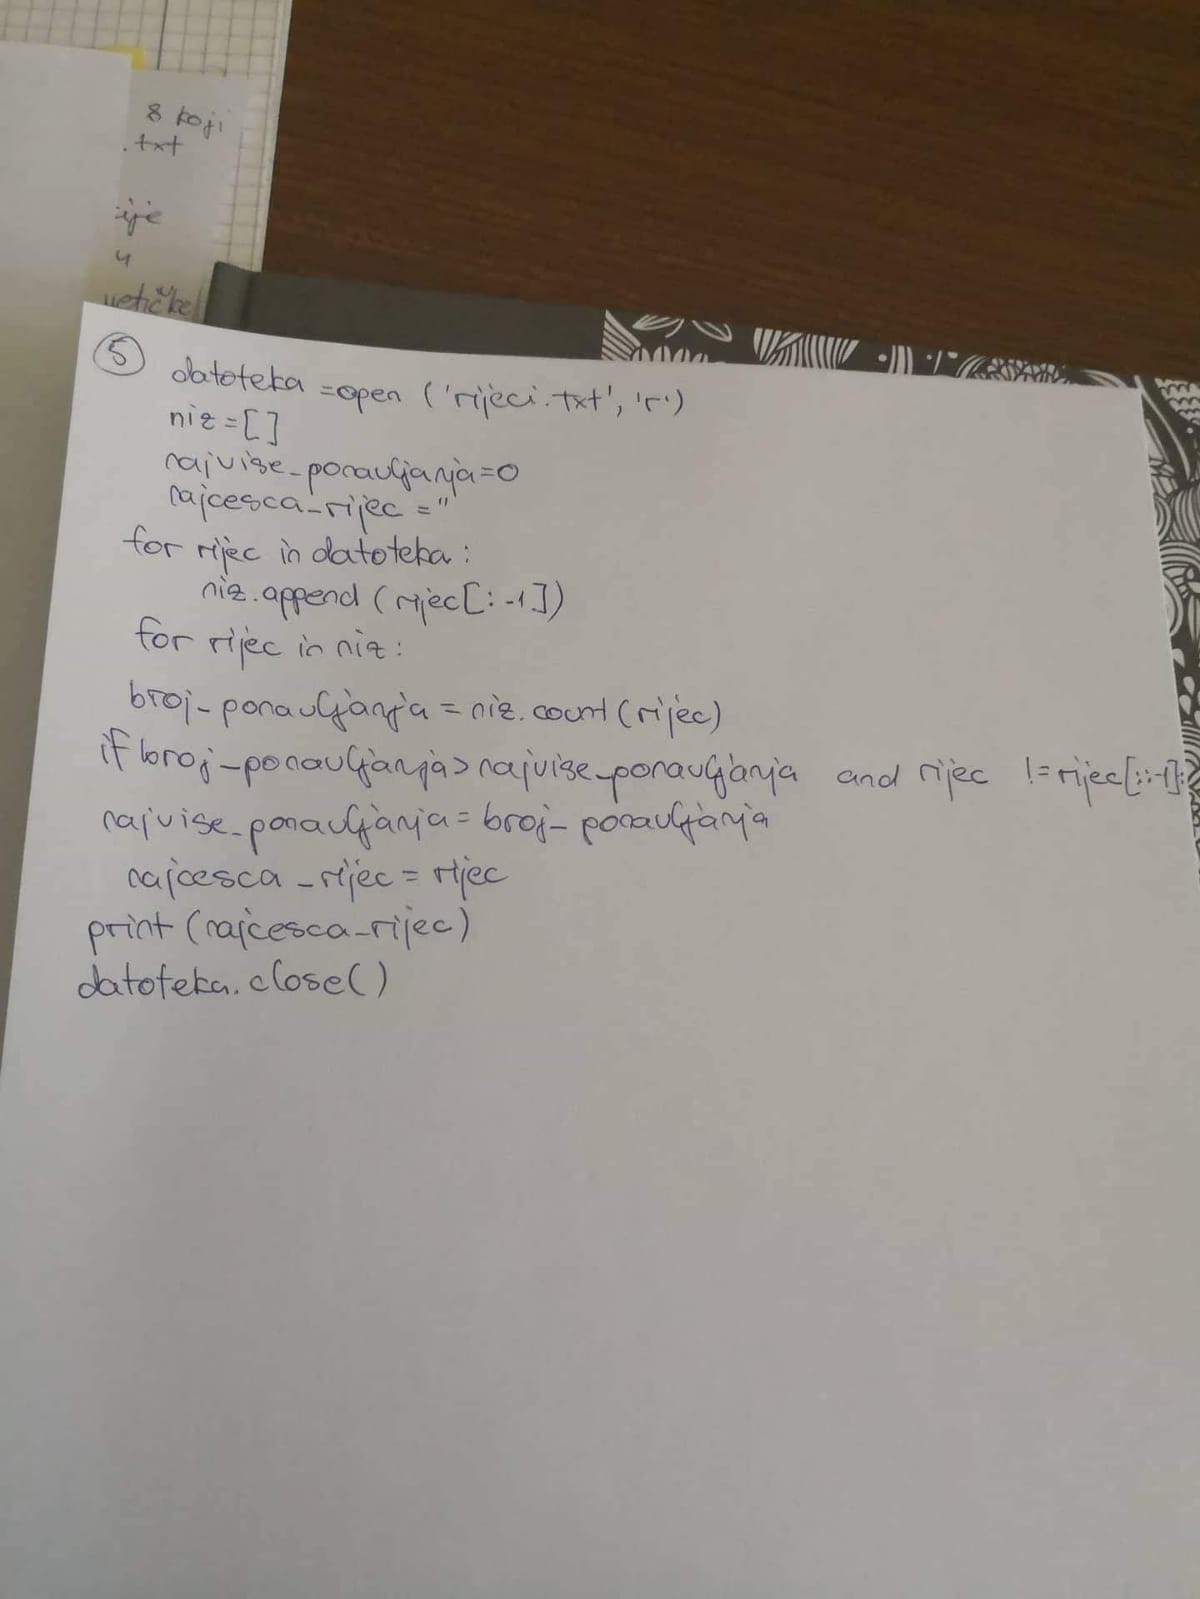 8 koji
.txt
ije
u
5
datoteka =open ('rijeci.txt', 'r')
niz=[]
najvise_ponavljanja=0
najcesca_rijec =''
for rijec in datoteka:
niz.append (rijec[:-1])
for rijec in niz:
broj_ponavljanja = niz.count (rijec)
if broj_ponavljanja>najvise_ponavljanja and rijec != rijec[::-1]:
najvise_ponavljanja = broj_ponavljanja
najcesca_rijec = rijec
print (najcesca_rijec)
datoteka.close()